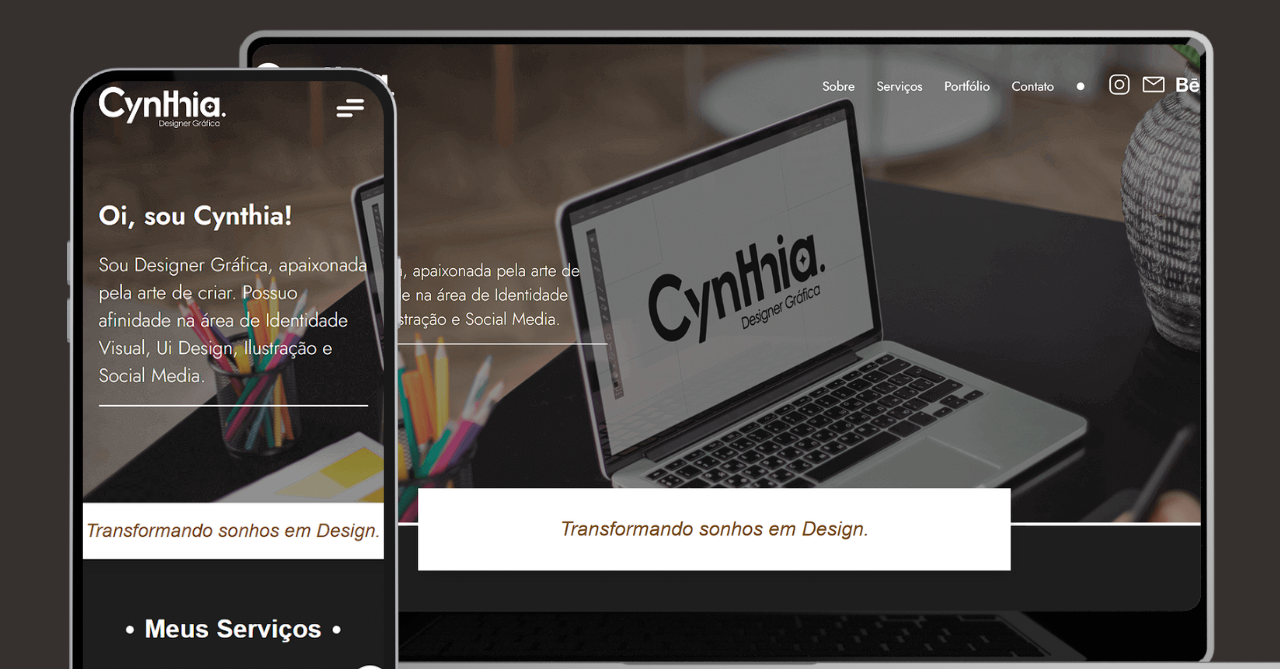 Cynthia.
Designer Gráfica
Oi, sou Cynthia!
Sou Designer Gráfica, apaixonada
pela arte de criar. Possuo
afinidade na área de Identidade
Visual, Ui Design, Ilustração e
Social Media.
Transformando sonhos em Design.
• Meus Serviços •
Sobre Serviços Portfólio Contato • Bē
, apaixonada pela arte de
e na área de Identidade
stração e Social Media.
Cynthia.
Designer Gráfica
Transformando sonhos em Design.